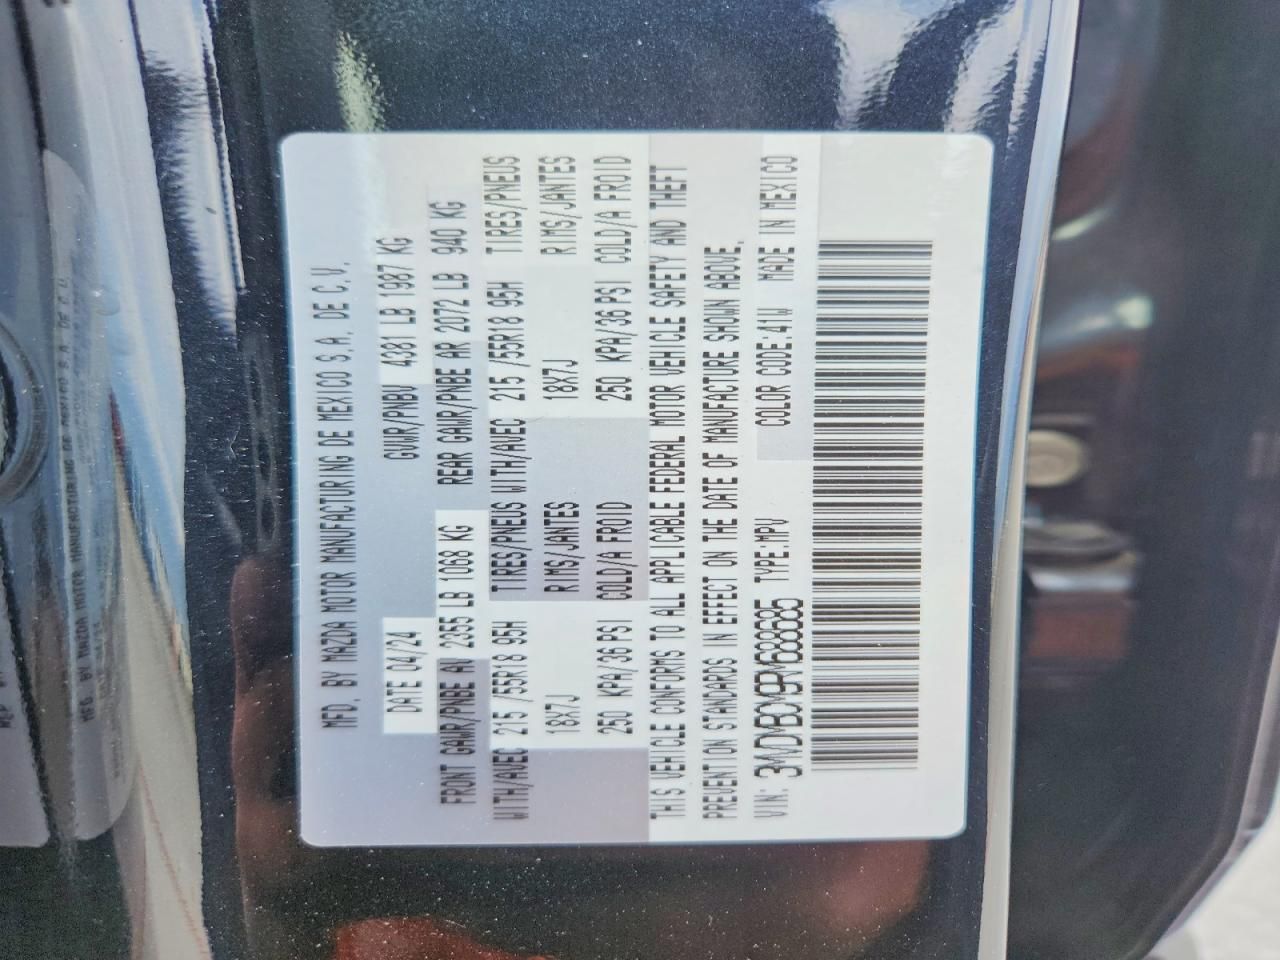 MFD. BY MAZDA MOTOR MANUFACTURING DE MEXICO S.A. DE C.V.
DATE 04/24 GVWR/PNBV 4381 LB 1987 KG
FRONT GAWR/PNBE AV 2355 LB 1068 KG REAR GAWR/PNBE AR 2072 LB 940 KG
WITH/AVEC 215 /55R18 95H TIRES/PNEUS WITH/AVEC 215 /55R18 95H TIRES/PNEUS
18X7J RIMS/JANTES 18X7J RIMS/JANTES
250 KPA/36 PSI COLD/A FROID 250 KPA/36 PSI COLD/A FROID
THIS VEHICLE CONFORMS TO ALL APPLICABLE FEDERAL MOTOR VEHICLE SAFETY AND THEFT
PREVENTION STANDARDS IN EFFECT ON THE DATE OF MANUFACTURE SHOWN ABOVE.
VIN: 3MVDMBCM9RM688685 TYPE:MPV COLOR CODE:41W MADE IN MEXICO